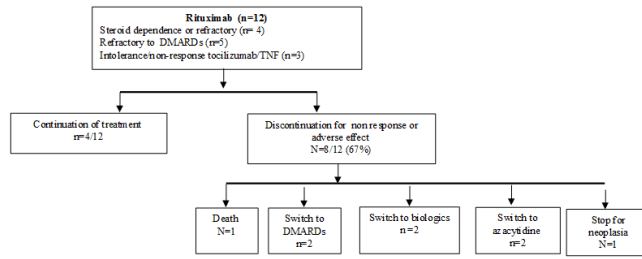 Rituximab (n=12)
Steroid dependence or refractory (n= 4)
Refractory to DMARDs (n=5)
Intolerance/non-response tocilizumab/TNF (n=3)
Continuation of treatment
n=4/12
Discontinuation for non response or
adverse effect
N=8/12 (67%)
Death
N=1
Switch to
DMARDs
n=2
Switch to biologics
n=2
Switch to
azacytidine
n=2
Stop for
neoplasia
N=1